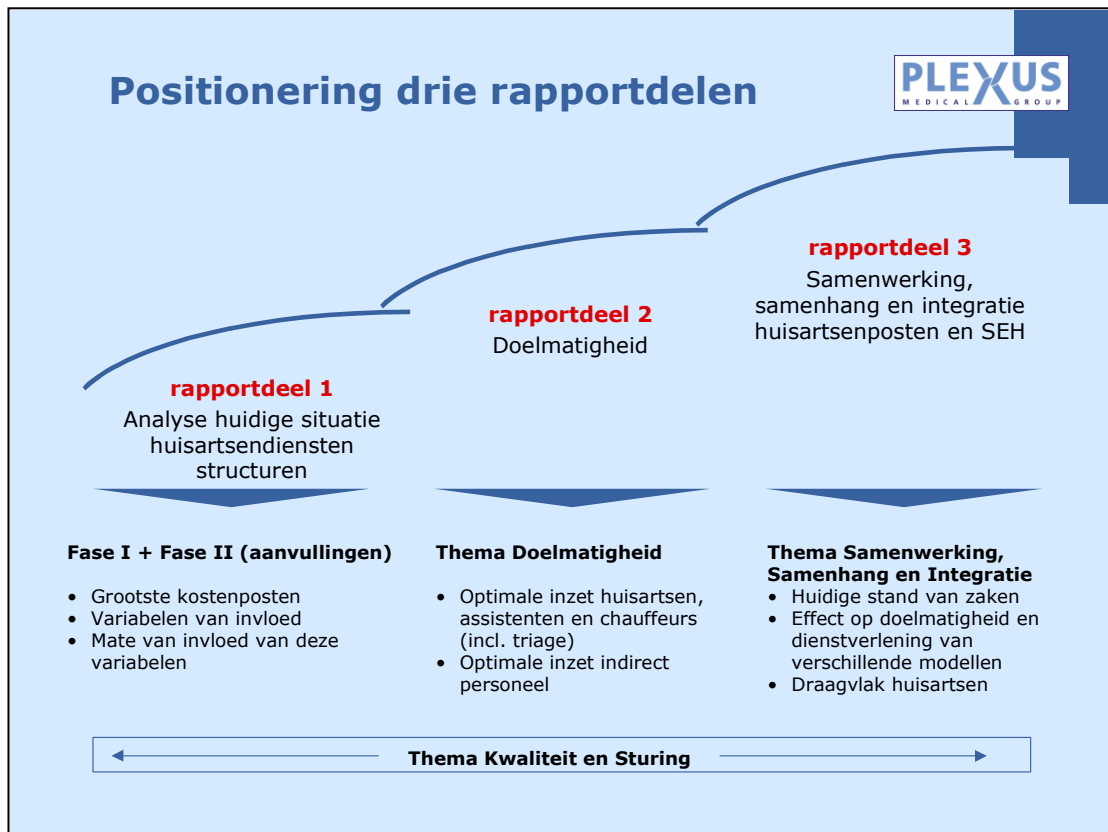 Positionering drie rapportdelen
PLEXUS
MEDICAL GROUP
rapportdeel 1
Analyse huidige situatie
huisartsendiensten
structuren
rapportdeel 2
Doelmatigheid
rapportdeel 3
Samenwerking,
samenhang en integratie
huisartsenposten en SEH
Fase I + Fase II (aanvullingen)
• Grootste kostenposten
• Variabelen van invloed
• Mate van invloed van deze
variabelen
Thema Doelmatigheid
• Optimale inzet huisartsen,
assistenten en chauffeurs
(incl. triage)
• Optimale inzet indirect
personeel
Thema Samenwerking,
Samenhang en Integratie
• Huidige stand van zaken
• Effect op doelmatigheid en
dienstverlening van
verschillende modellen
• Draagvlak huisartsen
Thema Kwaliteit en Sturing